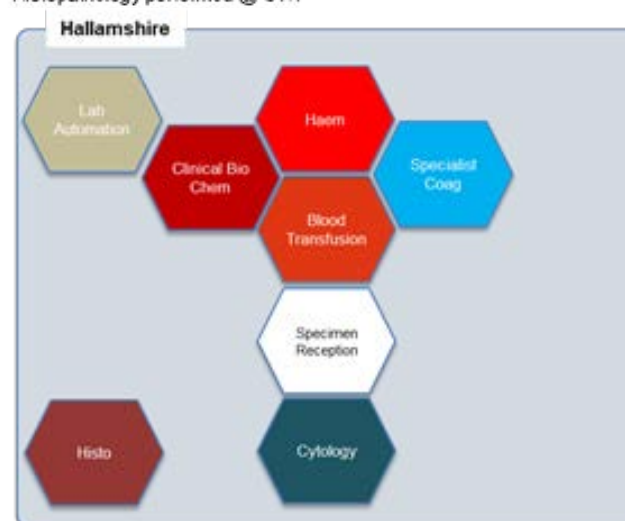 Hallamshire
Lab
Automation
Haem
Clinical Bio
Chem
Specialist
Coag
Blood
Transfusion
Specimen
Reception
Histo
Cytology